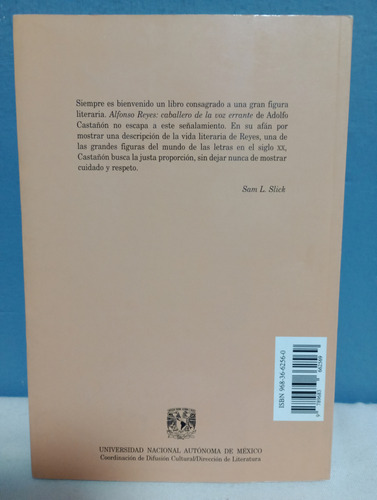 Siempre es bienvenido un libro consagrado a una gran figura
literaria. Alfonso Reyes: caballero de la voz errante de Adolfo
Castañón no escapa a este señalamiento. En su afán por
mostrar una descripción de la vida literaria de Reyes, una de
las grandes figuras del mundo de las letras en el siglo XX,
Castañón busca la justa proporción, sin dejar nunca de mostrar
cuidado y respeto.
Sam L. Slick
ISBN 968-36-6256-0
UNIVERSIDAD NACIONAL AUTÓNOMA DE MÉXICO
Coordinación de Difusión Cultural/Dirección de Literatura